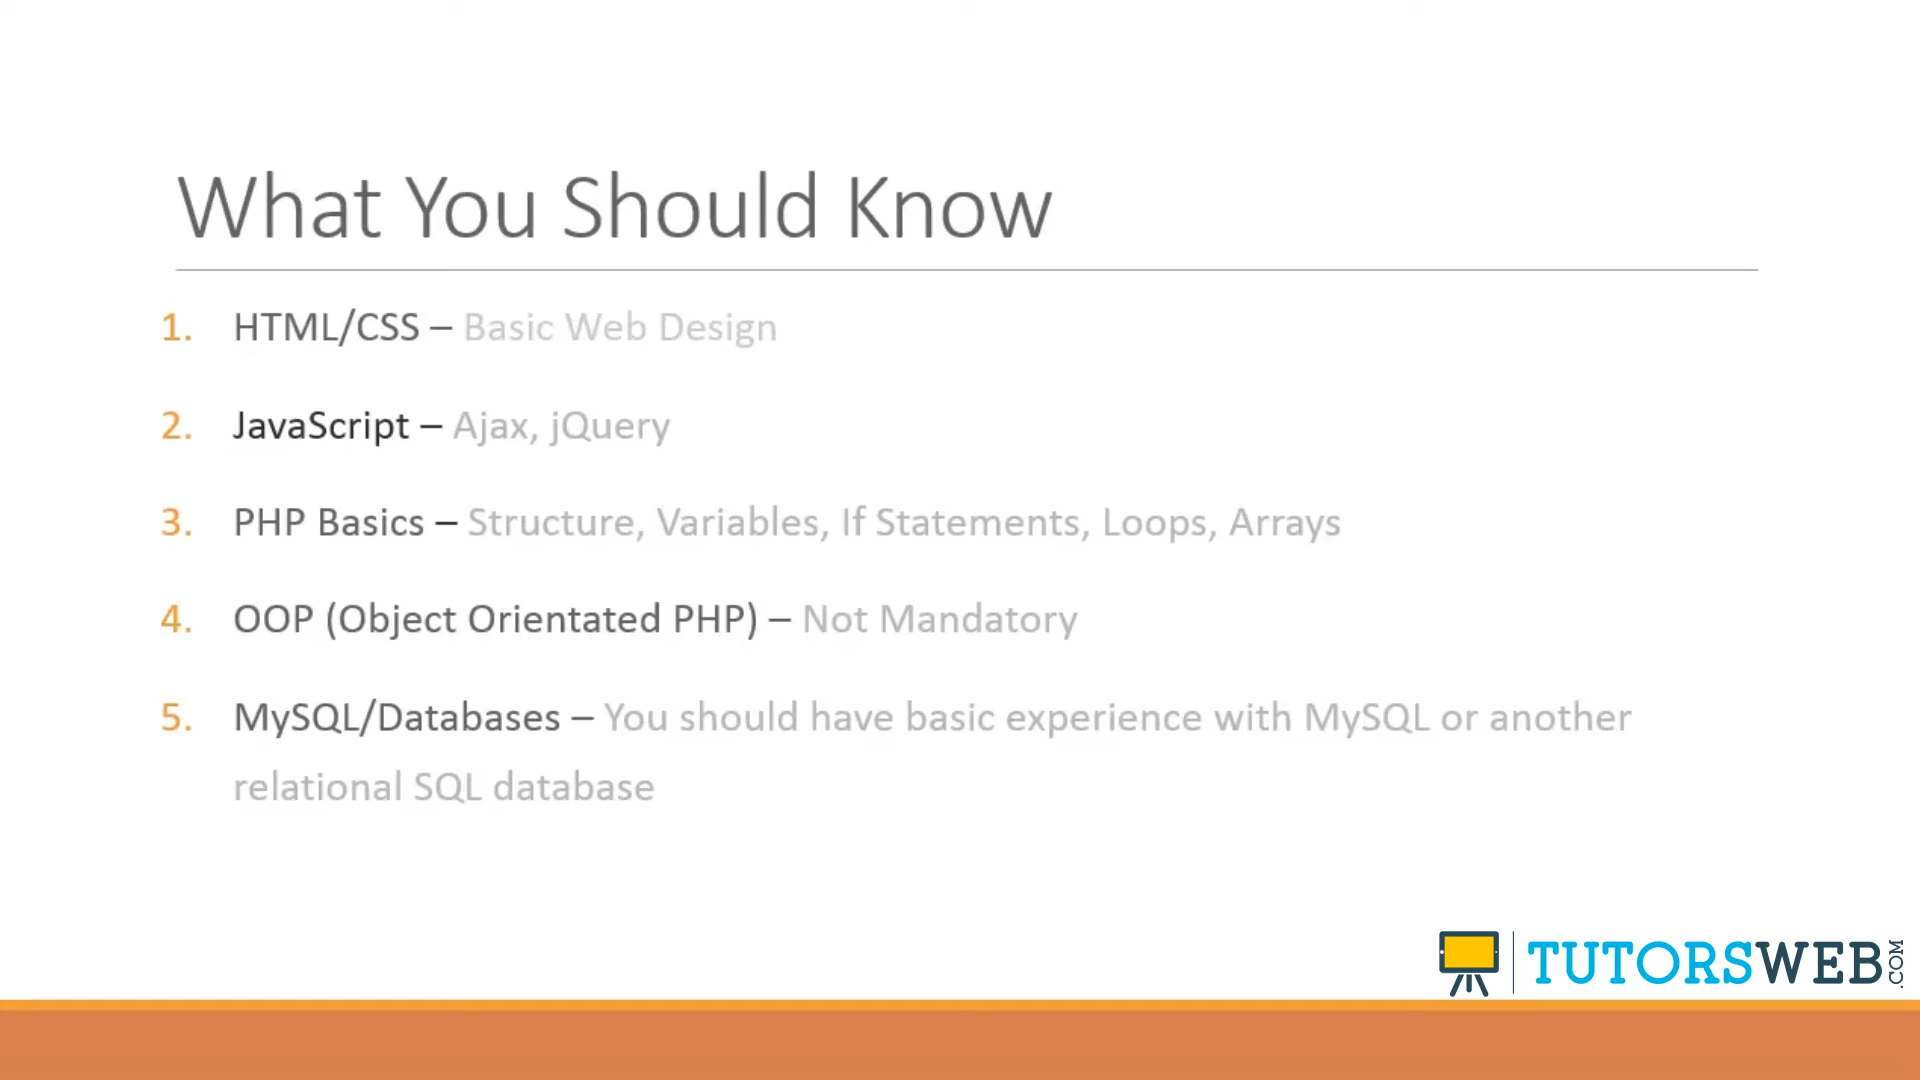 What You Should Know
1. HTML/CSS – Basic Web Design
2. JavaScript – Ajax, jQuery
3. PHP Basics – Structure, Variables, If Statements, Loops, Arrays
4. OOP (Object Orientated PHP) – Not Mandatory
5. MySQL/Databases – You should have basic experience with MySQL or another
relational SQL database
TUTORSWEB.COM